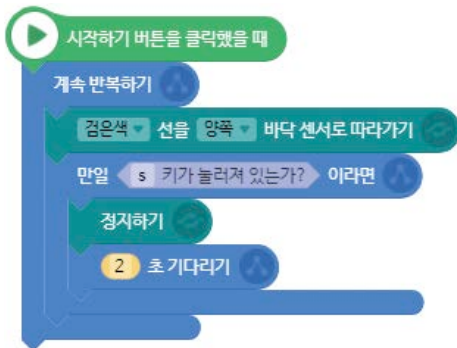 시작하기 버튼을 클릭했을 때
계속 반복하기
검은색 선을 양쪽 바닥 센서로 따라가기
만일 s 키가 눌러져 있는가? 이라면
정지하기
2 초 기다리기